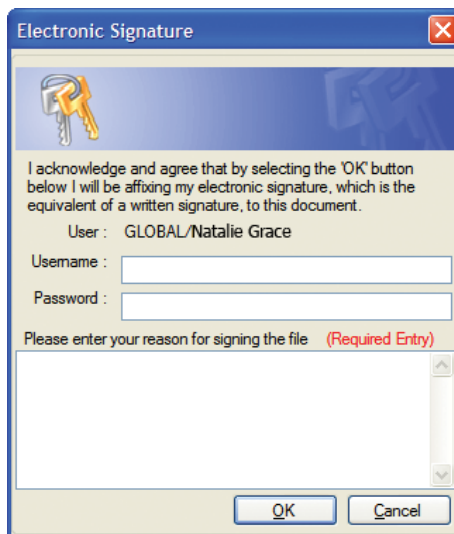 Electronic Signature
I acknowledge and agree that by selecting the 'OK' button
below I will be affixing my electronic signature, which is the
equivalent of a written signature, to this document.
User : GLOBAL/Natalie Grace
Username :
Password :
Please enter your reason for signing the file (Required Entry)
OK Cancel